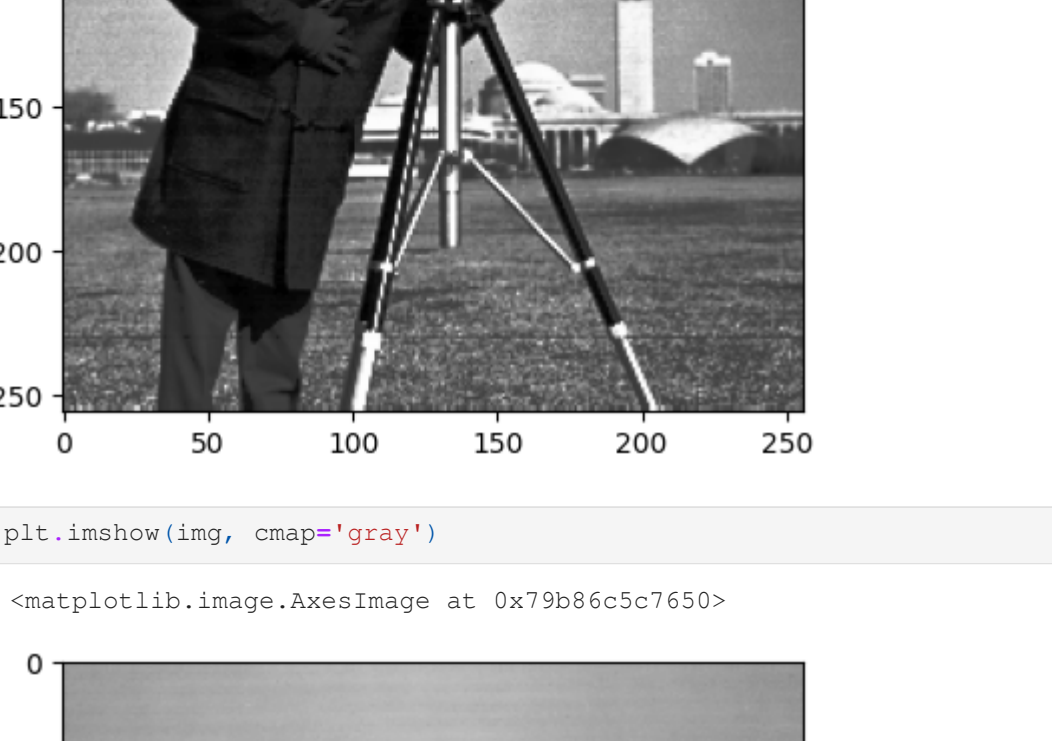 150
200
250
0 50 100 150 200 250
plt.imshow(img, cmap='gray')
<matplotlib.image.AxesImage at 0x79b86c5c7650>
0